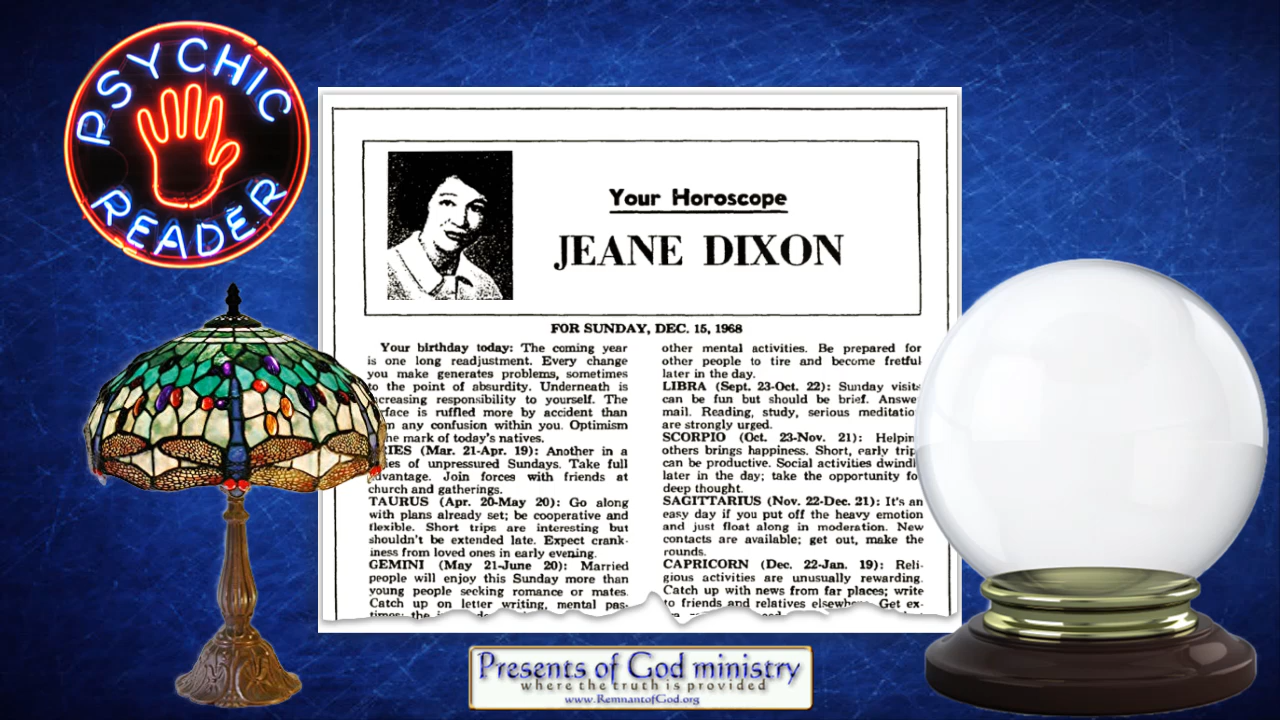 PSYCHIC
READER
Your Horoscope
JEANE DIXON
FOR SUNDAY, DEC. 15, 1968
Your birthday today: The coming year
is one long readjustment. Every change
you make generates problems, sometimes
to the point of absurdity. Underneath is
creasing responsibility to yourself. The
rface is ruffled more by accident than
any confusion within you. Optimism
he mark of today's natives.
RIES (Mar. 21-Apr. 19): Another in a
es of unpressured Sundays. Take full
dvantage. Join forces with friends at
church and gatherings.
TAURUS (Apr. 20-May 20): Go along
with plans already set; be cooperative and
flexible. Short trips are interesting but
shouldn't be extended late. Expect crank-
iness from loved ones in early evening.
GEMINI (May 21-June 20): Married
people will enjoy this Sunday more than
young people seeking romance or mates.
Catch up on letter writing, mental pas-
other mental activities. Be prepared for
other people to tire and become fretful
later in the day.
LIBRA (Sept. 23-Oct. 22): Sunday visits
can be fun but should be brief. Answe
mail. Reading, study, serious meditatio
are strongly urged.
SCORPIO (Oct. 23-Nov. 21): Helpin
others brings happiness. Short, early trip
can be productive. Social activities dwindl
later in the day; take the opportunity fo
deep thought.
SAGITTARIUS (Nov. 22-Dec. 21): It's an
easy day if you put off the heavy emotion
and just float along in moderation. New
contacts are available; get out, make the
rounds.
CAPRICORN (Dec. 22-Jan. 19): Reli-
gious activities are unusually rewarding.
Catch up with news from far places; write
to friends and relatives elsewhere. Get ex-
Presents of God ministry
where the truth is provided
www.RemnantofGod.org